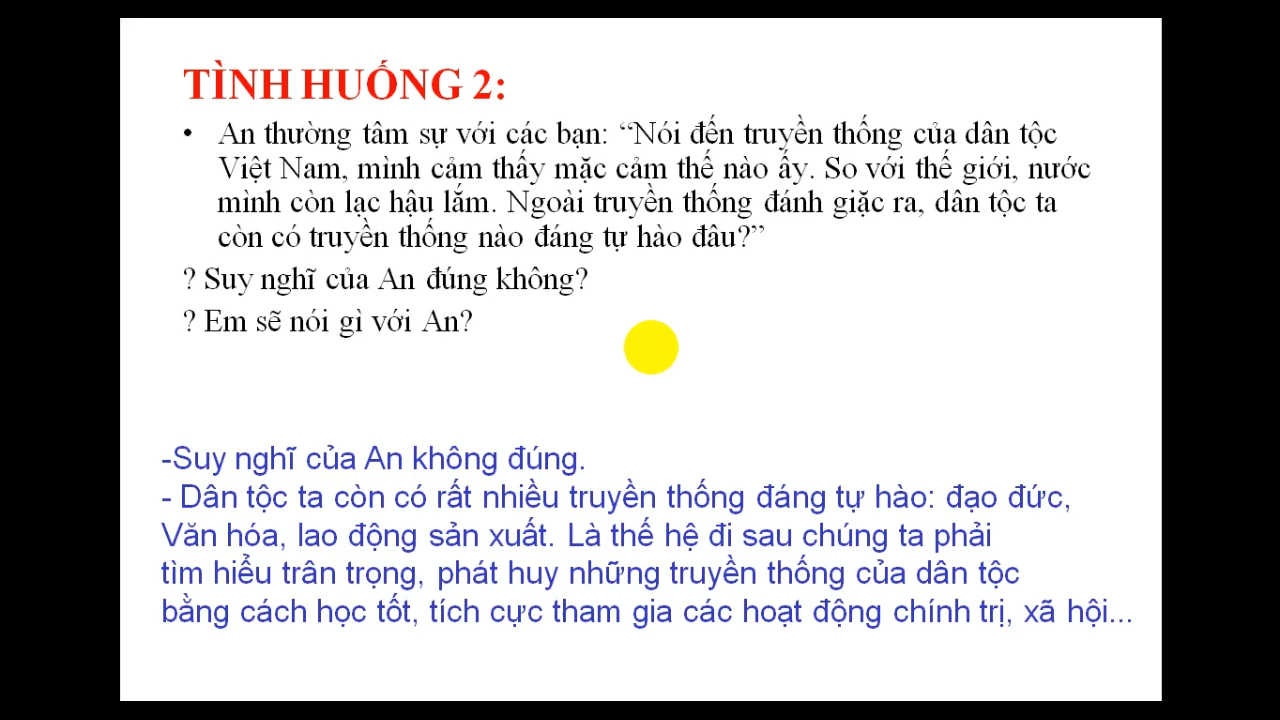 TÌNH HUỐNG 2:
• An thường tâm sự với các bạn: “Nói đến truyền thống của dân tộc
Việt Nam, mình cảm thấy mặc cảm thế nào ấy. So với thế giới, nước
mình còn lạc hậu lắm. Ngoài truyền thống đánh giặc ra, dân tộc ta
còn có truyền thống nào đáng tự hào đâu?”
? Suy nghĩ của An đúng không?
? Em sẽ nói gì với An?
-Suy nghĩ của An không đúng.
- Dân tộc ta còn có rất nhiều truyền thống đáng tự hào: đạo đức,
Văn hóa, lao động sản xuất. Là thế hệ đi sau chúng ta phải
tìm hiểu trân trọng, phát huy những truyền thống của dân tộc
bằng cách học tốt, tích cực tham gia các hoạt động chính trị, xã hội...